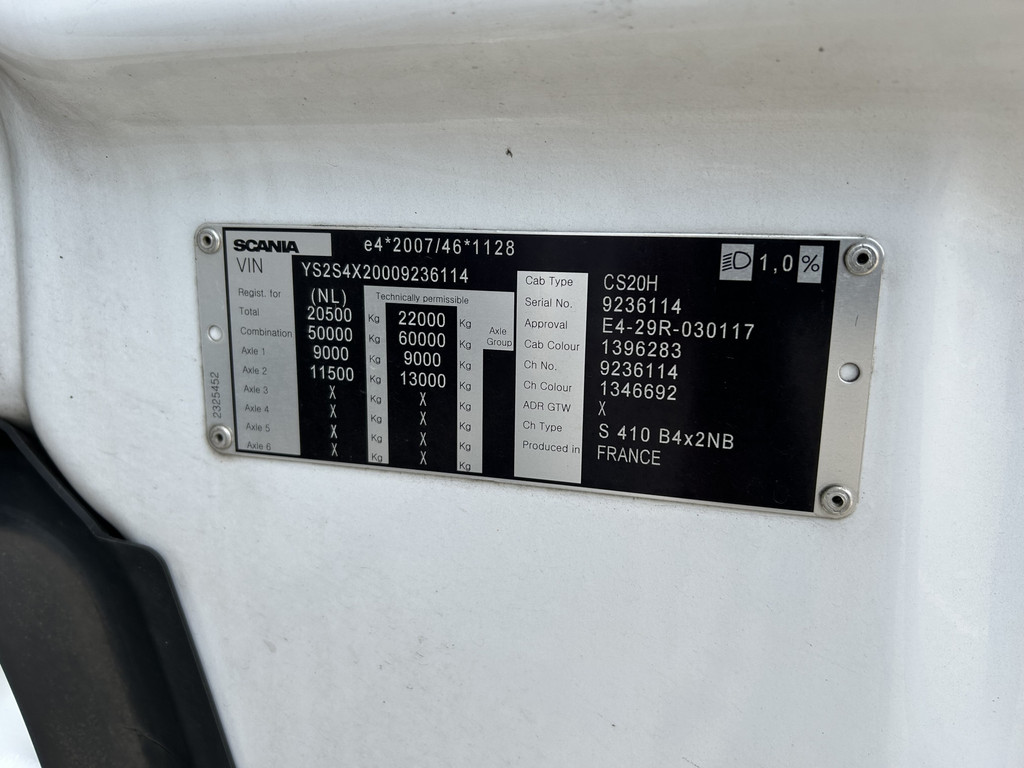 SCANIA e4*2007/46*1128 1,0 %
VIN YS2S4X20009236114
Regist. for (NL) Technically permissible
Total 20500 Kg 22000 Kg
Combination 50000 Kg 60000 Kg Axle Group
Axle 1 9000 Kg 9000 Kg
Axle 2 11500 Kg 13000 Kg
Axle 3 X Kg X Kg
Axle 4 X Kg X Kg
Axle 5 X Kg X Kg
Axle 6 X Kg X Kg
Cab Type CS20H
Serial No. 9236114
Approval E4-29R-030117
Cab Colour 1396283
Ch No. 9236114
Ch Colour 1346692
ADR GTW X
Ch Type S 410 B4x2NB
Produced in FRANCE
2325452